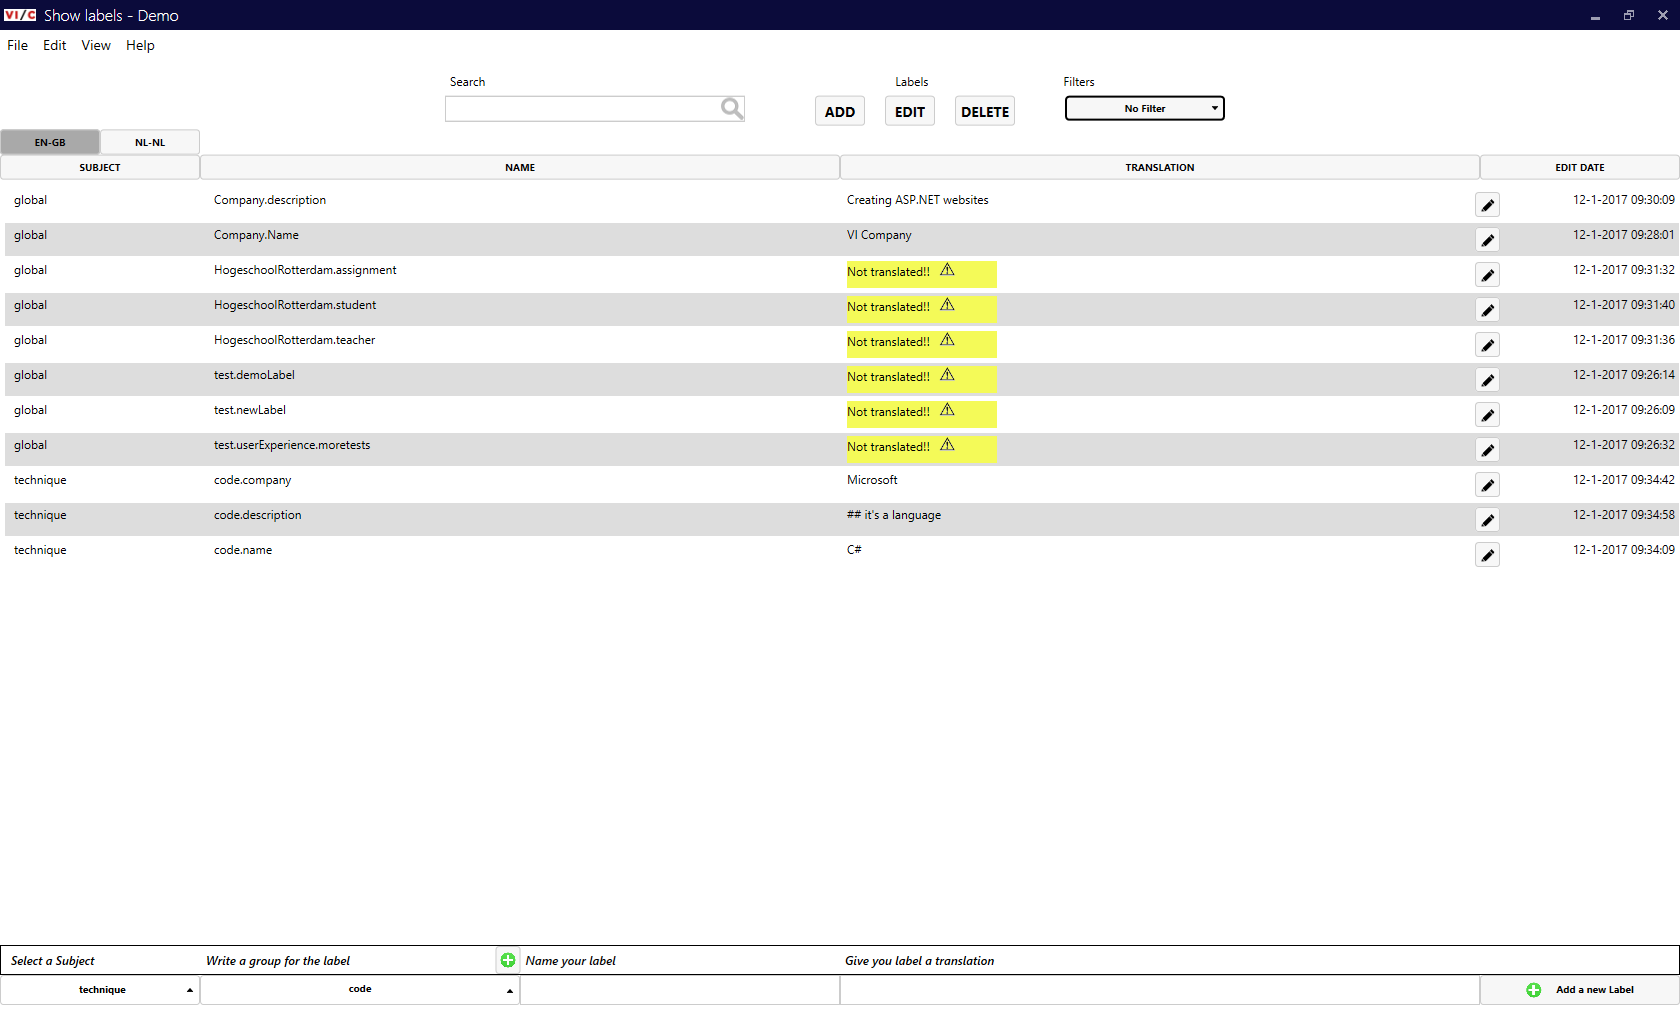 VI/C Show labels - Demo
File Edit View Help
Search Labels Filters
ADD EDIT DELETE No Filter
EN-GB NL-NL
SUBJECT NAME TRANSLATION EDIT DATE
global Company.description Creating ASP.NET websites 12-1-2017 09:30:09
global Company.Name VI Company 12-1-2017 09:28:01
global HogeschoolRotterdam.assignment Not translated!! 12-1-2017 09:31:32
global HogeschoolRotterdam.student Not translated!! 12-1-2017 09:31:40
global HogeschoolRotterdam.teacher Not translated!! 12-1-2017 09:31:36
global test.demoLabel Not translated!! 12-1-2017 09:26:14
global test.newLabel Not translated!! 12-1-2017 09:26:09
global test.userExperience.moretests Not translated!! 12-1-2017 09:26:32
technique code.company Microsoft 12-1-2017 09:34:42
technique code.description ## it's a language 12-1-2017 09:34:58
technique code.name C# 12-1-2017 09:34:09
Select a Subject Write a group for the label Name your label Give you label a translation
technique code Add a new Label